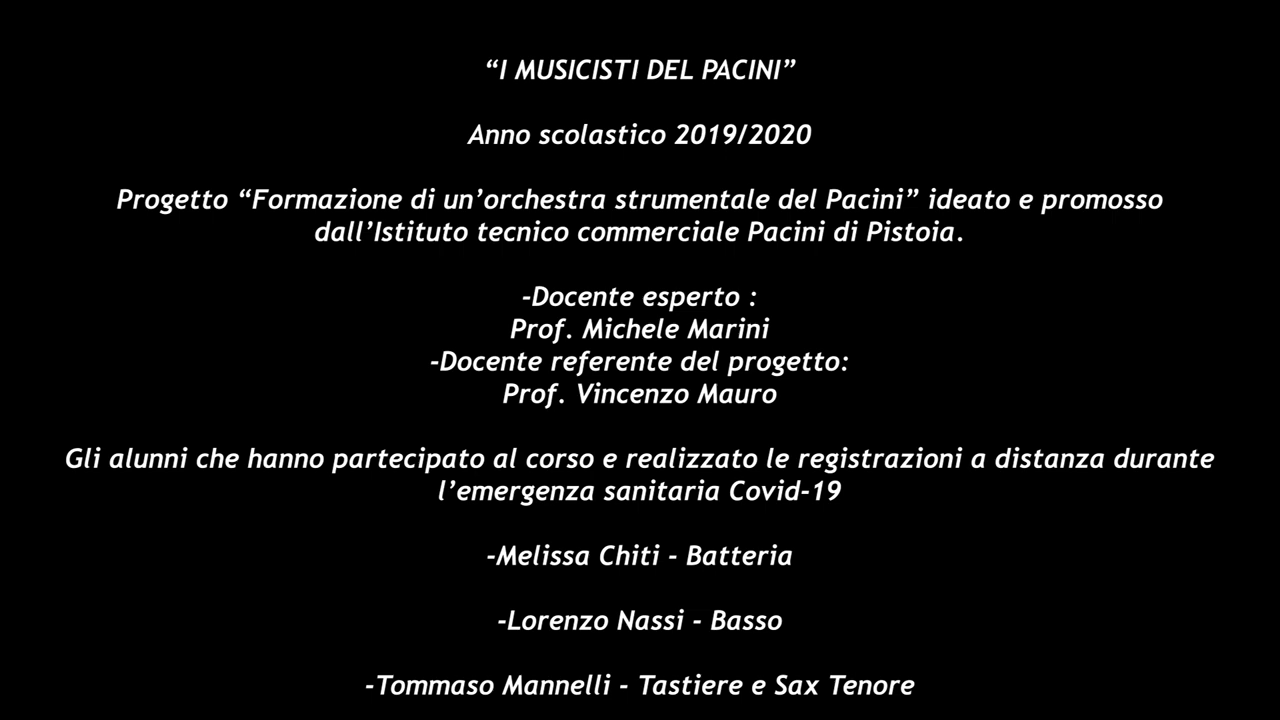 “I MUSICISTI DEL PACINI”
Anno scolastico 2019/2020
Progetto “Formazione di un’orchestra strumentale del Pacini” ideato e promosso
dall’Istituto tecnico commerciale Pacini di Pistoia.
-Docente esperto :
Prof. Michele Marini
-Docente referente del progetto:
Prof. Vincenzo Mauro
Gli alunni che hanno partecipato al corso e realizzato le registrazioni a distanza durante
l’emergenza sanitaria Covid-19
-Melissa Chiti - Batteria
-Lorenzo Nassi - Basso
-Tommaso Mannelli - Tastiere e Sax Tenore